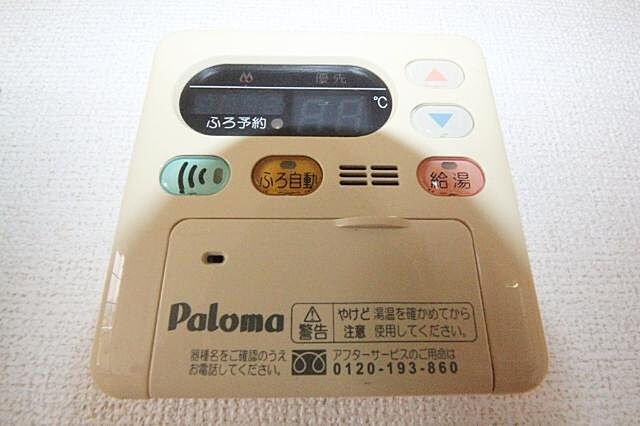 優先
℃
ふろ予約
ふろ自動
給湯
Paloma
警告
やけど注意
湯温を確かめてから使用してください。
器種名をご確認のうえ
お電話してください。
アフターサービスのご用命は
0120-193-860